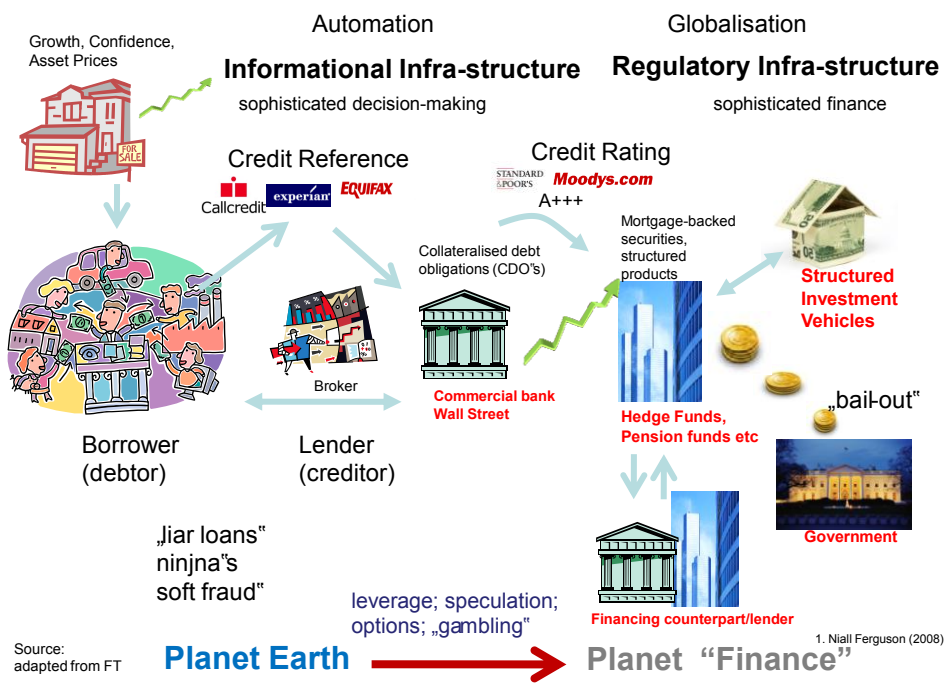 Automation
Globalisation
Growth, Confidence,
Asset Prices
Informational Infra-structure
Regulatory Infra-structure
sophisticated decision-making
sophisticated finance
FOR
SALE
Credit Reference
Callcredit
experian
EQUIFAX
Credit Rating
STANDARD
&POOR'S
Moodys.com
A+++
Collateralised debt
obligations (CDO‟s)
Mortgage-backed
securities,
structured
products
Structured
Investment
Vehicles
Broker
Commercial bank
Wall Street
Hedge Funds,
Pension funds etc
„bail-out‟
Borrower
(debtor)
Lender
(creditor)
Government
„liar loans‟
ninjna‟s
soft fraud‟
leverage; speculation;
options; „gambling‟
Financing counterpart/lender
1. Niall Ferguson (2008)
Source:
adapted from FT
Planet Earth
Planet “Finance”